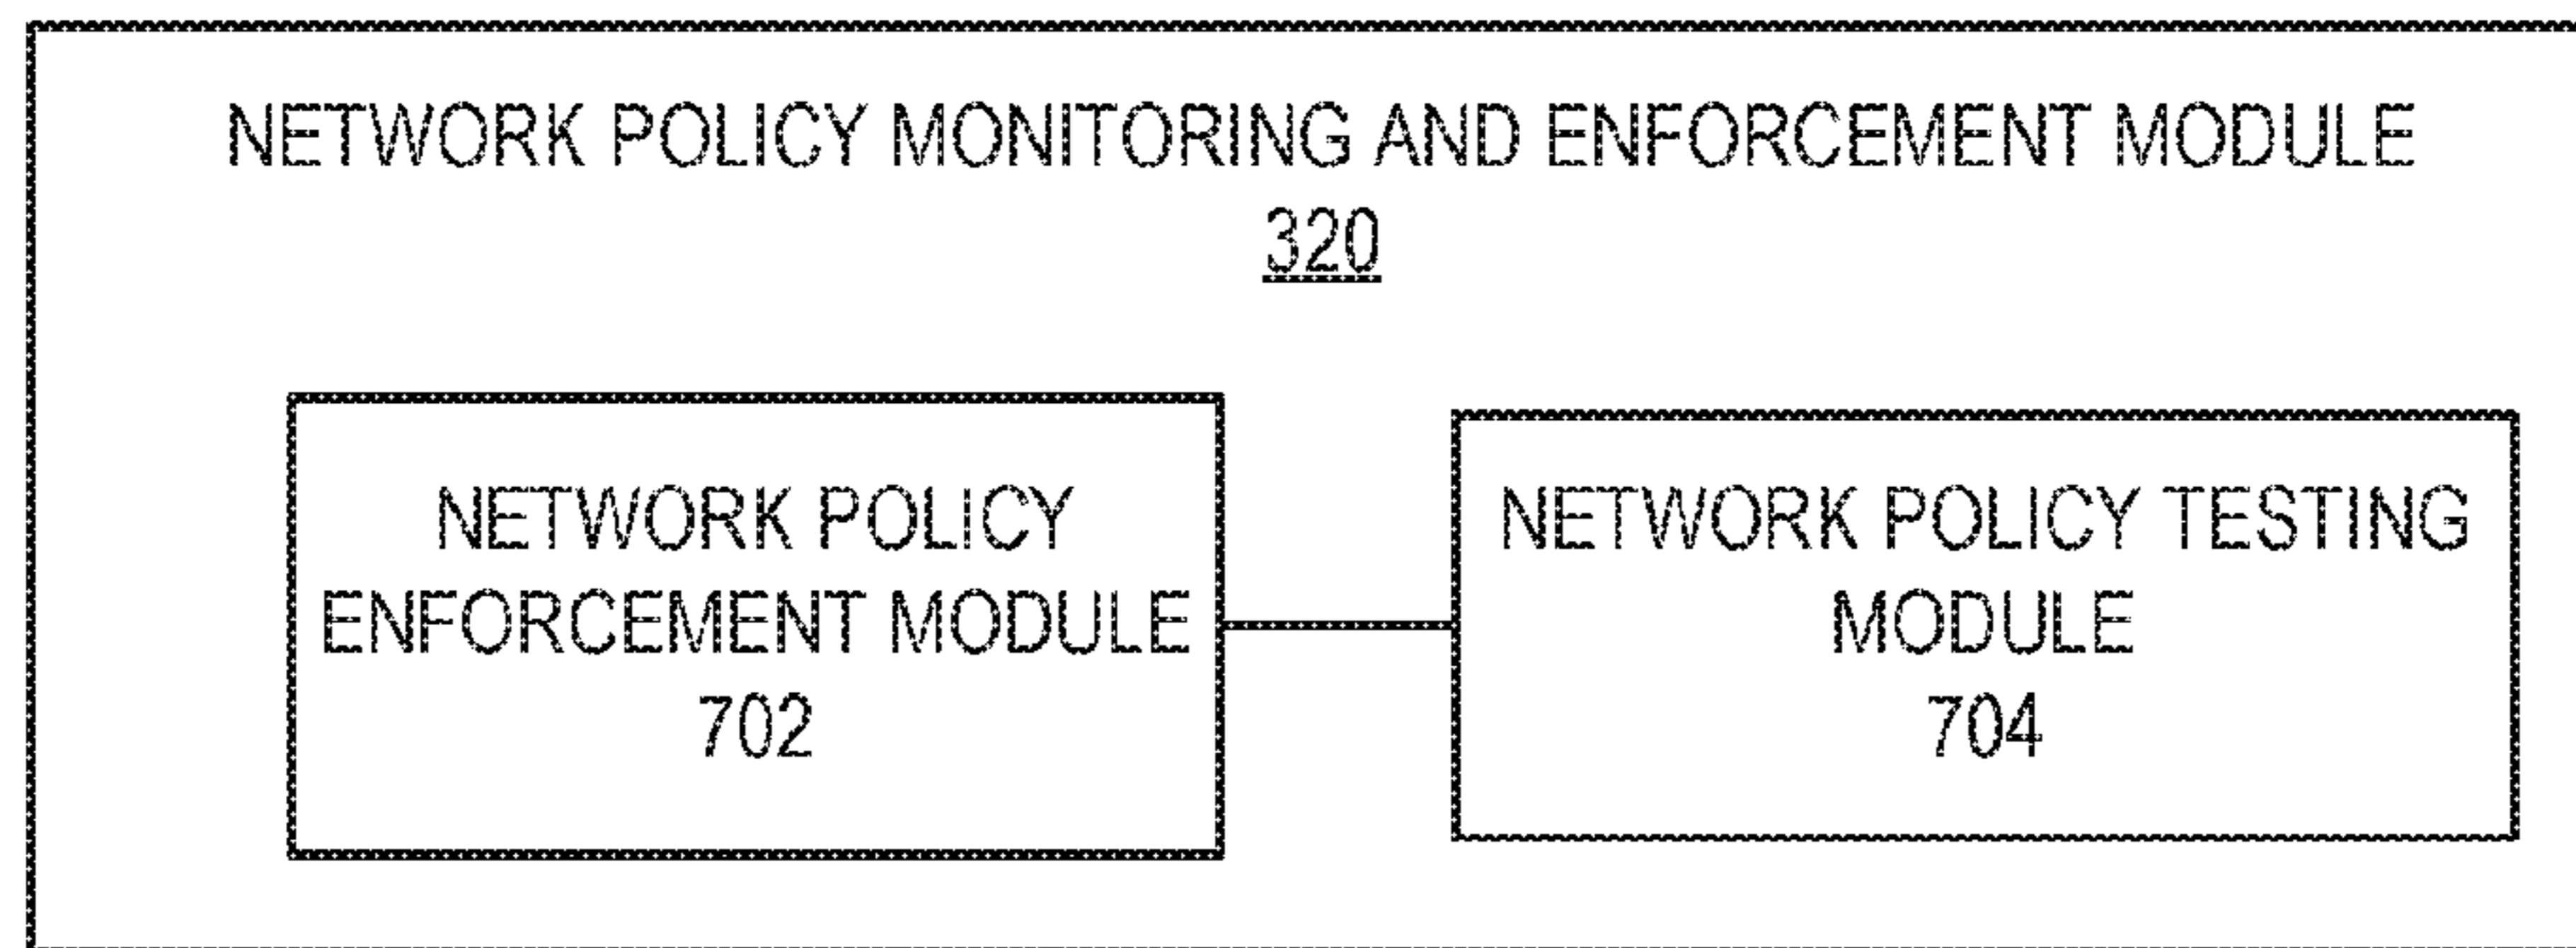 NETWORK POLICY MONITORING AND ENFORCEMENT MODULE
320
NETWORK POLICY
ENFORCEMENT MODULE
702
NETWORK POLICY TESTING
MODULE
704